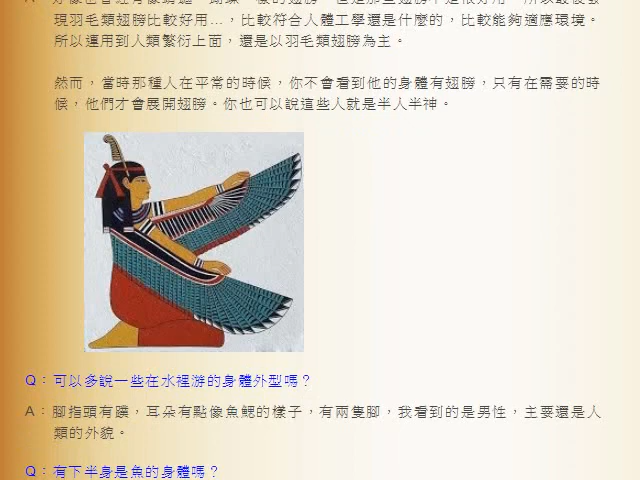 現羽毛類翅膀比較好用…，比較符合人體工學還是什麼的，比較能夠適應環境。
所以運用到人類繁衍上面，還是以羽毛類翅膀為主。
然而，當時那種人在平常的時候，你不會看到他的身體有翅膀，只有在需要的時
候，他們才會展開翅膀。你也可以說這些人就是半人半神。
Q：可以多說一些在水裡游的身體外型嗎？
A：腳指頭有蹼，耳朵有點像魚鰓的樣子，有兩隻腳，我看到的是男性，主要還是人
類的外貌。
Q：有下半身是魚的身體嗎？